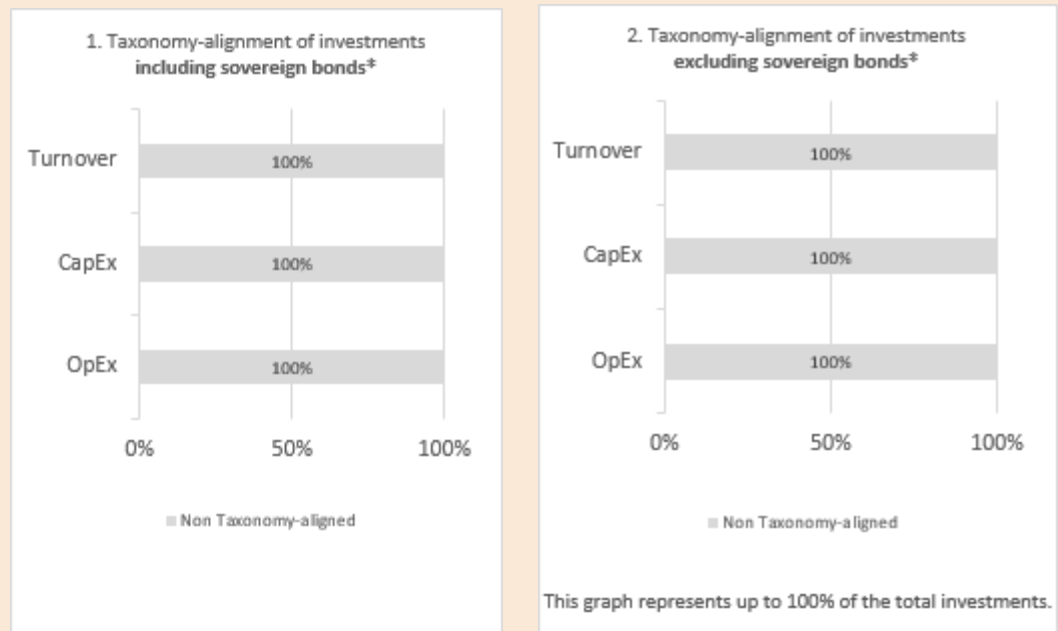 1. Taxonomy-alignment of investments
including sovereign bonds*
Turnover
100%
CapEx
100%
OpEx
100%
0% 50% 100%
Non Taxonomy-aligned
2. Taxonomy-alignment of investments
excluding sovereign bonds*
Turnover
100%
CapEx
100%
OpEx
100%
0% 50% 100%
Non Taxonomy-aligned
This graph represents up to 100% of the total investments.